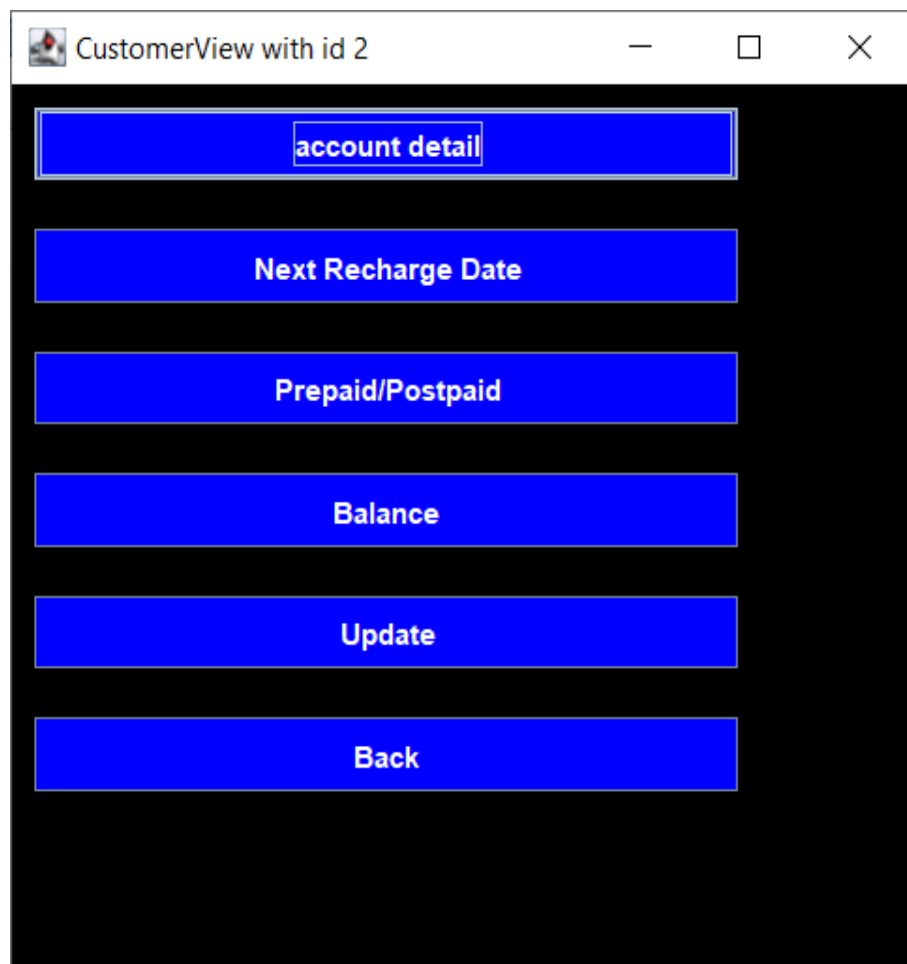 CustomerView with id 2
account detail
Next Recharge Date
Prepaid/Postpaid
Balance
Update
Back